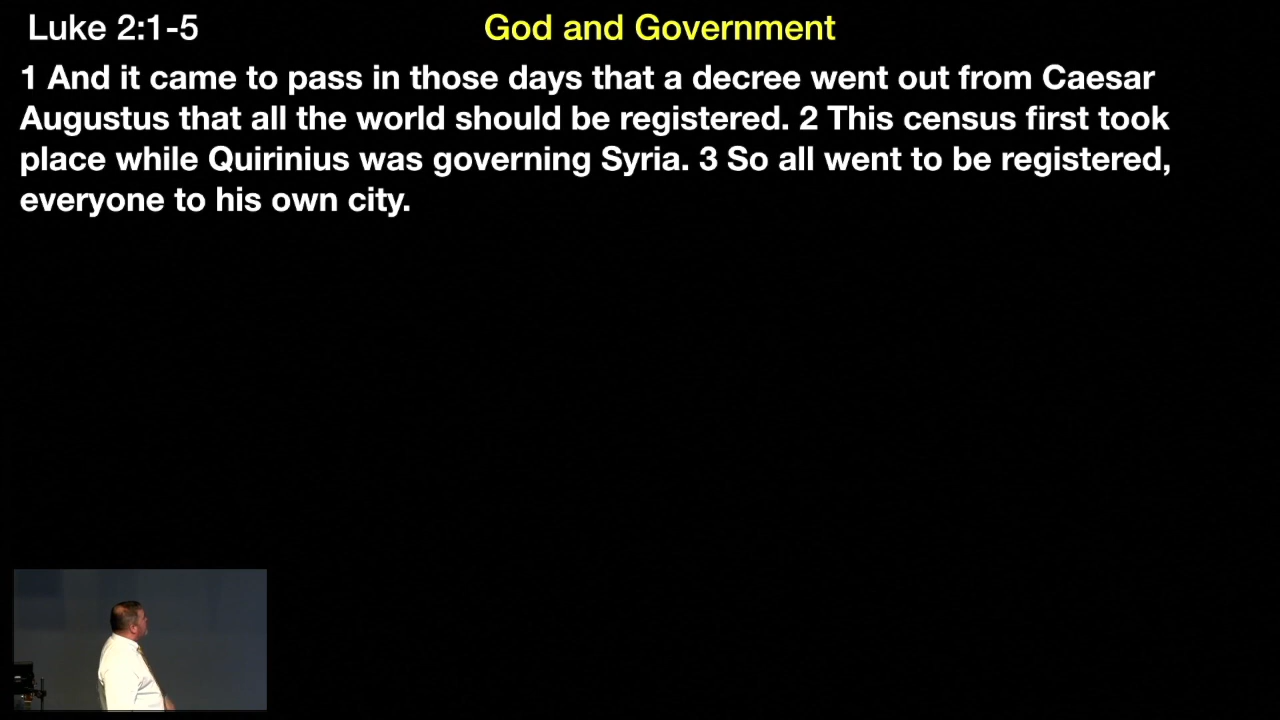 Luke 2:1-5
God and Government
1 And it came to pass in those days that a decree went out from Caesar
Augustus that all the world should be registered. 2 This census first took
place while Quirinius was governing Syria. 3 So all went to be registered,
everyone to his own city.